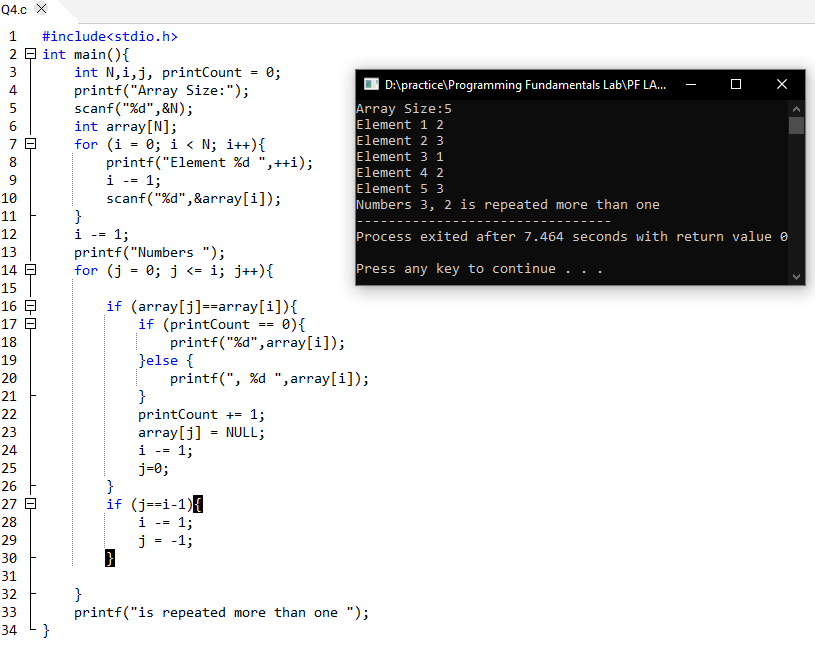 Q4.c
1 #include<stdio.h>
2 int main(){
3 int N,i,j, printCount = 0;
4 printf("Array Size:");
5 scanf("%d",&N);
6 int array[N];
7 for (i = 0; i < N; i++){
8 printf("Element %d ",++i);
9 i -= 1;
10 scanf("%d",&array[i]);
11 }
12 i -= 1;
13 printf("Numbers ");
14 for (j = 0; j <= i; j++){
15
16 if (array[j]==array[i]){
17 if (printCount == 0){
18 printf("%d",array[i]);
19 }else {
20 printf(", %d ",array[i]);
21 }
22 printCount += 1;
23 array[j] = NULL;
24 i -= 1;
25 j=0;
26 }
27 if (j==i-1){
28 i -= 1;
29 j = -1;
30 }
31
32 }
33 printf("is repeated more than one ");
34 }
D:\practice\Programming Fundamentals Lab\PF LA...
Array Size:5
Element 1 2
Element 2 3
Element 3 1
Element 4 2
Element 5 3
Numbers 3, 2 is repeated more than one
--------------------------------
Process exited after 7.464 seconds with return value 0
Press any key to continue . . .